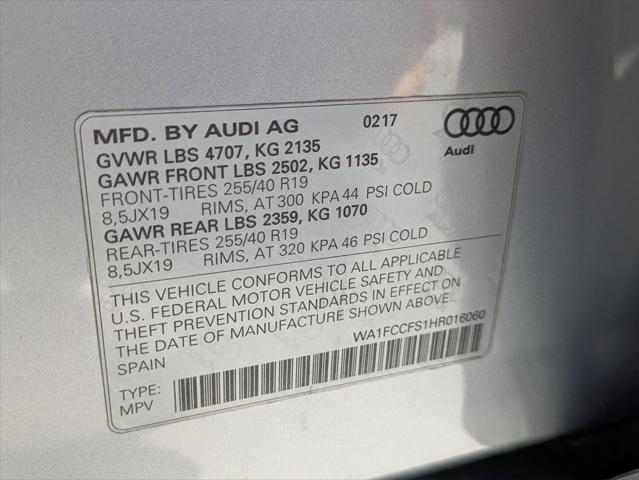 MFD. BY AUDI AG 0217
Audi
GVWR LBS 4707, KG 2135
GAWR FRONT LBS 2502, KG 1135
FRONT-TIRES 255/40 R19
8,5JX19 RIMS, AT 300 KPA 44 PSI COLD
GAWR REAR LBS 2359, KG 1070
REAR-TIRES 255/40 R19
8,5JX19 RIMS, AT 320 KPA 46 PSI COLD
THIS VEHICLE CONFORMS TO ALL APPLICABLE
U.S. FEDERAL MOTOR VEHICLE SAFETY AND
THEFT PREVENTION STANDARDS IN EFFECT ON
THE DATE OF MANUFACTURE SHOWN ABOVE.
SPAIN WA1FCCFS1HR016060
TYPE:
MPV